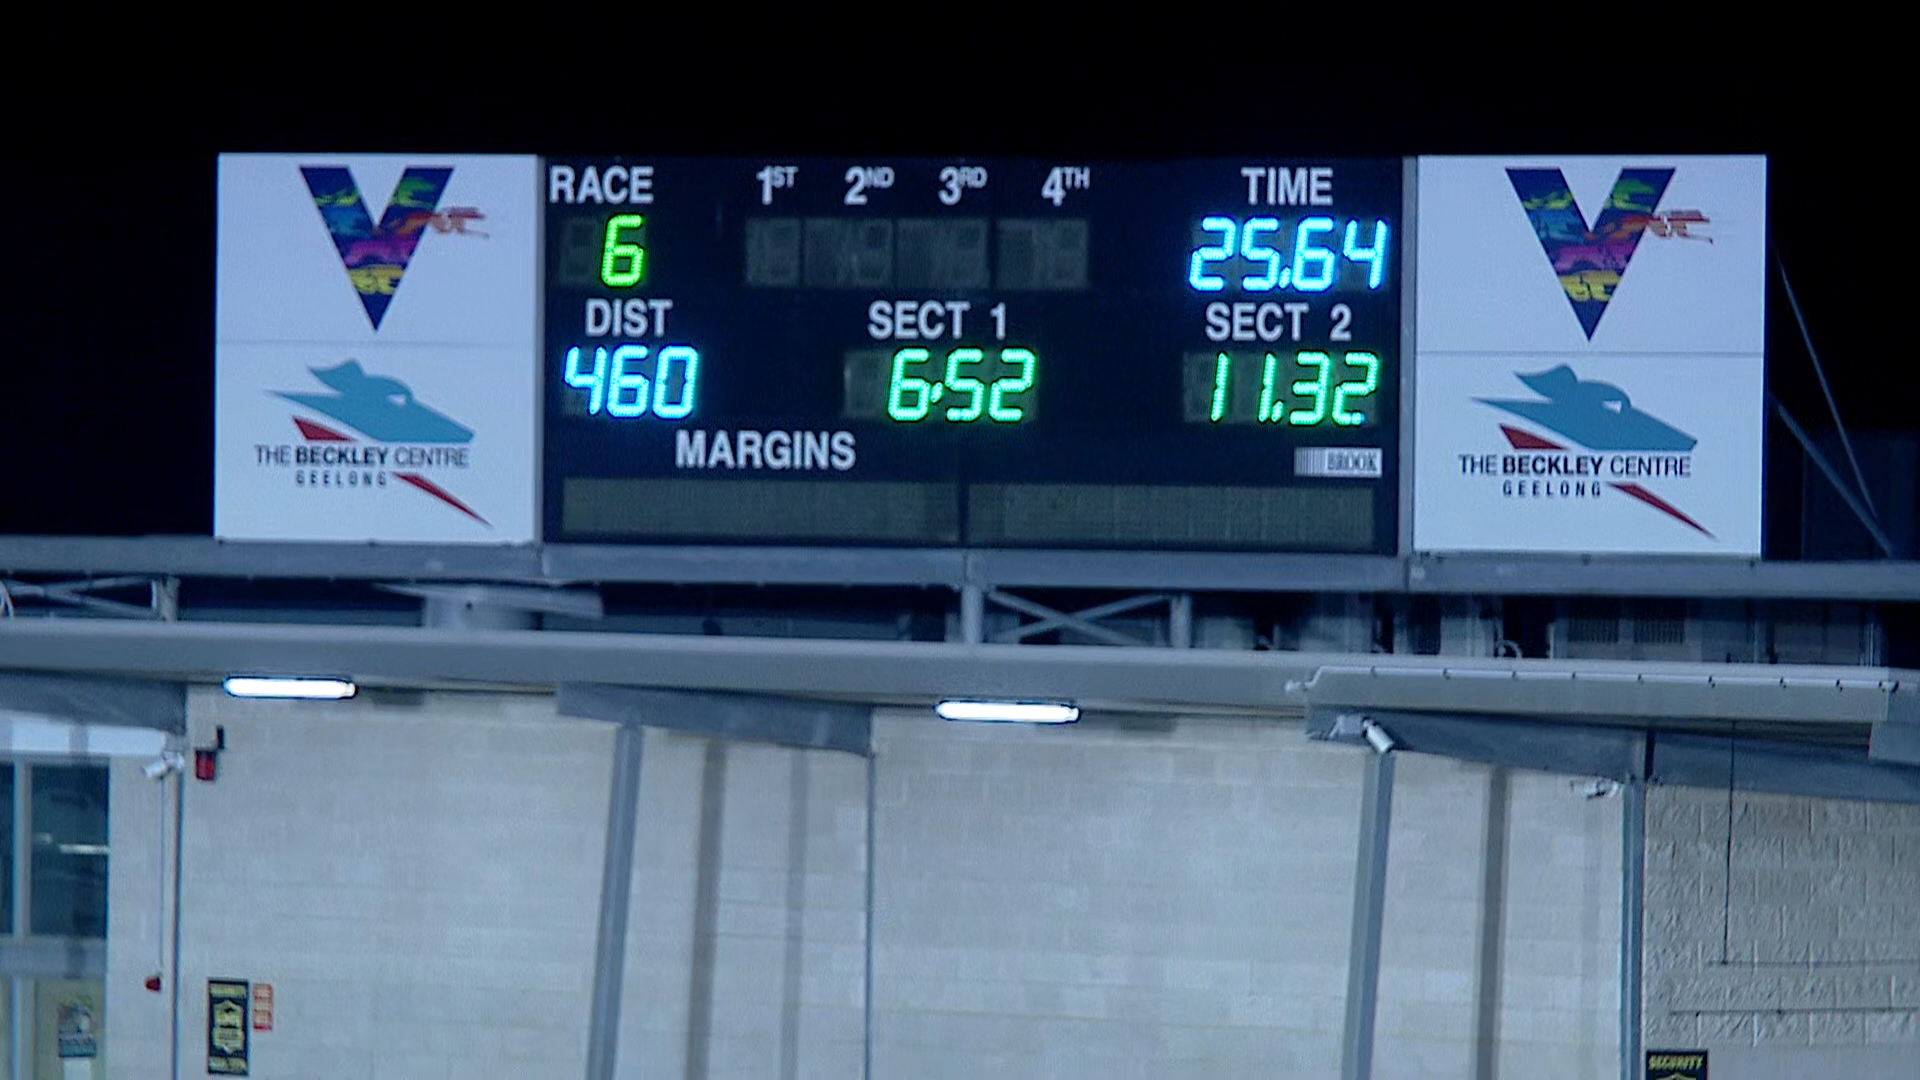 RACE 1ST 2ND 3RD 4TH TIME
6 25.64
DIST SECT 1 SECT 2
460 6.52 11.32
MARGINS
BROOK
V
THE BECKLEY CENTRE
GEELONG
V
THE BECKLEY CENTRE
GEELONG
SECURITY